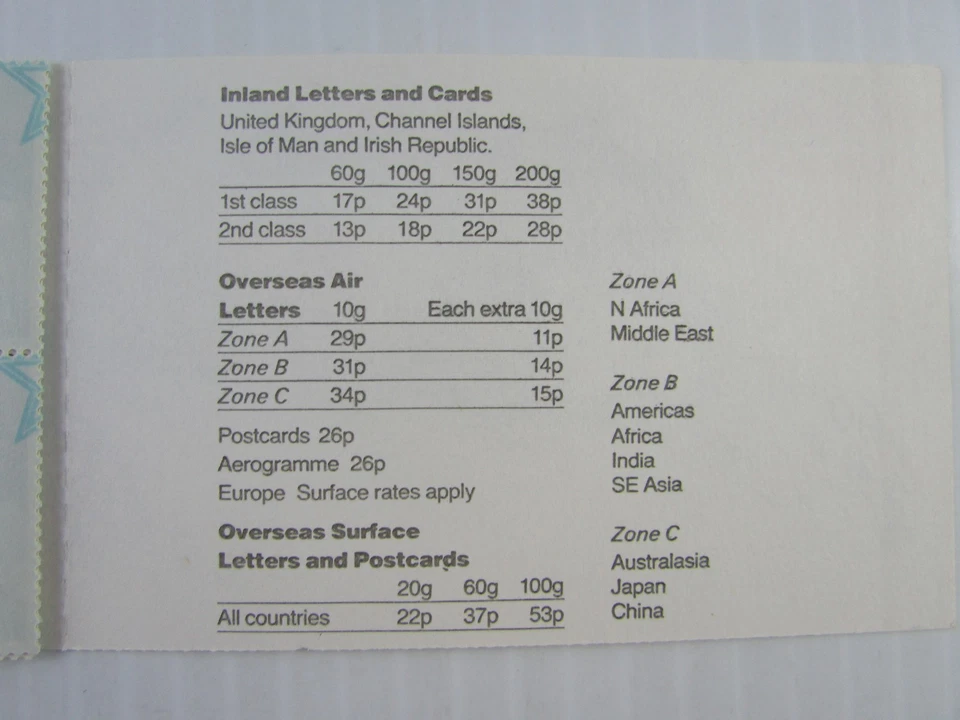 Inland Letters and Cards
United Kingdom, Channel Islands,
Isle of Man and Irish Republic.
60g 100g 150g 200g
1st class 17p 24p 31p 38p
2nd class 13p 18p 22p 28p
Overseas Air
Letters 10g Each extra 10g
Zone A 29p 11p
Zone B 31p 14p
Zone C 34p 15p
Postcards 26p
Aerogramme 26p
Europe Surface rates apply
Overseas Surface
Letters and Postcards
20g 60g 100g
All countries 22p 37p 53p
Zone A
N Africa
Middle East
Zone B
Americas
Africa
India
SE Asia
Zone C
Australasia
Japan
China